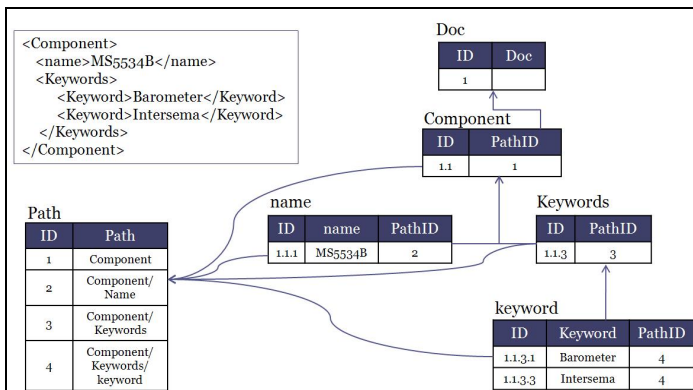 <Component>
<name>MS5534B</name>
<Keywords>
<Keyword>Barometer</Keyword>
<Keyword>Intersema</Keyword>
</Keywords>
</Component>
Doc
ID Doc
1
Component
ID PathID
1.1 1
name
ID name PathID
1.1.1 MS5534B 2
Keywords
ID PathID
1.1.3 3
Path
ID Path
1 Component
2 Component/
Name
3 Component/
Keywords
4 Component/
Keywords/
keyword
keyword
ID Keyword PathID
1.1.3.1 Barometer 4
1.1.3.3 Intersema 4